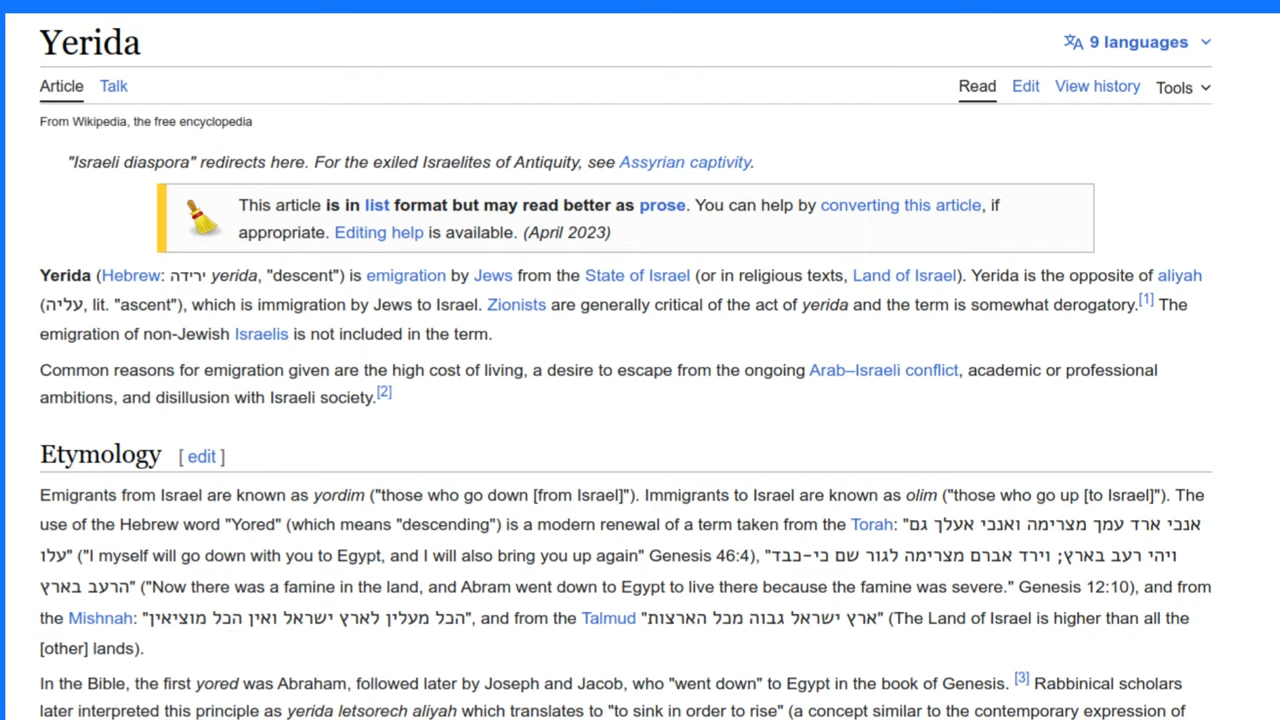 Yerida
9 languages
Article Talk Read Edit View history Tools
From Wikipedia, the free encyclopedia
"Israeli diaspora" redirects here. For the exiled Israelites of Antiquity, see Assyrian captivity.
This article is in list format but may read better as prose. You can help by converting this article, if
appropriate. Editing help is available. (April 2023)
Yerida (Hebrew: ירידה yerida, "descent") is emigration by Jews from the State of Israel (or in religious texts, Land of Israel). Yerida is the opposite of aliyah
(עליה, lit. "ascent"), which is immigration by Jews to Israel. Zionists are generally critical of the act of yerida and the term is somewhat derogatory.[1] The
emigration of non-Jewish Israelis is not included in the term.
Common reasons for emigration given are the high cost of living, a desire to escape from the ongoing Arab–Israeli conflict, academic or professional
ambitions, and disillusion with Israeli society.[2]
Etymology [ edit ]
Emigrants from Israel are known as yordim ("those who go down [from Israel]"). Immigrants to Israel are known as olim ("those who go up [to Israel]"). The
use of the Hebrew word "Yored" (which means "descending") is a modern renewal of a term taken from the Torah: "אנכי ארד עמך מצרימה ואנכי אעלך גם
עלו" ("I myself will go down with you to Egypt, and I will also bring you up again" Genesis 46:4), "ויהי רעב בארץ; וירד אברם מצרימה לגור שם כי-כבד
הרעב בארץ" ("Now there was a famine in the land, and Abram went down to Egypt to live there because the famine was severe." Genesis 12:10), and from
the Mishnah: "הכל מעלין לארץ ישראל ואין הכל מוציאין", and from the Talmud "ארץ ישראל גבוה מכל הארצות" (The Land of Israel is higher than all the
[other] lands).
In the Bible, the first yored was Abraham, followed later by Joseph and Jacob, who "went down" to Egypt in the book of Genesis. [3] Rabbinical scholars
later interpreted this principle as yerida letsorech aliyah which translates to "to sink in order to rise" (a concept similar to the contemporary expression of